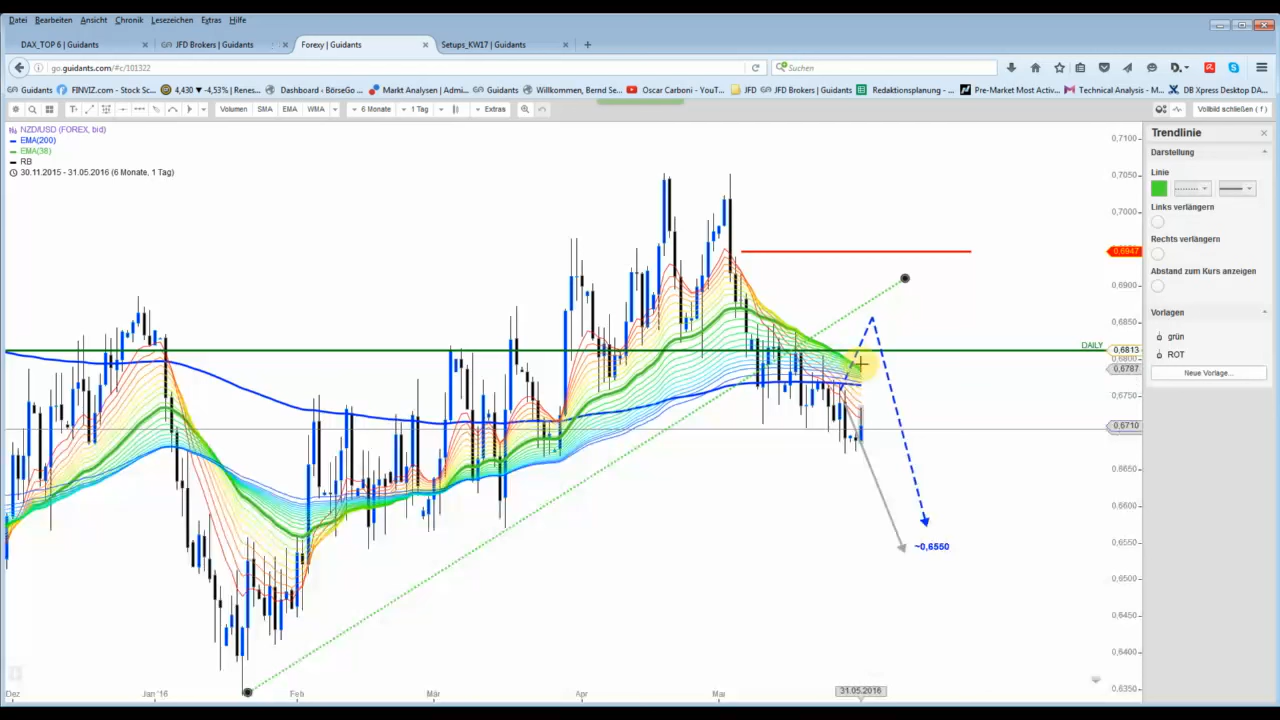 Datei Bearbeiten Ansicht Chronik Lesezeichen Extras Hilfe
DAX_TOP 6 | Guidants JFD Brokers | Guidants Forexy | Guidants Setups_KW17 | Guidants
go.guidants.com/#c/101322 Suchen
Guidants FINVIZ.com - Stock Sc... 4,430 -4,53% | Renes... Dashboard - BörseGo ... Markt Analysen | Admi... Guidants Willkommen, Bernd Se... Oscar Carboni - YouT... JFD JFD Brokers | Guidants Redaktionsplanung - ... Pre-Market Most Activ... Technical Analysis - M... DB Xpress Desktop DA...
Volumen SMA EMA WMA 6 Monate 1 Tag Extras Vollbild schließen ( f )
NZD/USD (FOREX, bid)
EMA(200)
EMA(38)
RB
30.11.2015 - 31.05.2016 (6 Monate, 1 Tag)
Trendlinie
Darstellung
Linie
Links verlängern
Rechts verlängern
Abstand zum Kurs anzeigen
Vorlagen
grün
ROT
Neue Vorlage...
0,7100
0,7050
0,7000
0,6947
0,6900
0,6850
DAILY 0,6813
0,6800
0,6787
0,6750
0,6710
0,6650
0,6600
0,6550
~0,6550
0,6500
0,6450
0,6400
0,6350
Dez Jan '16 Feb Mär Apr Mai 31.05.2016